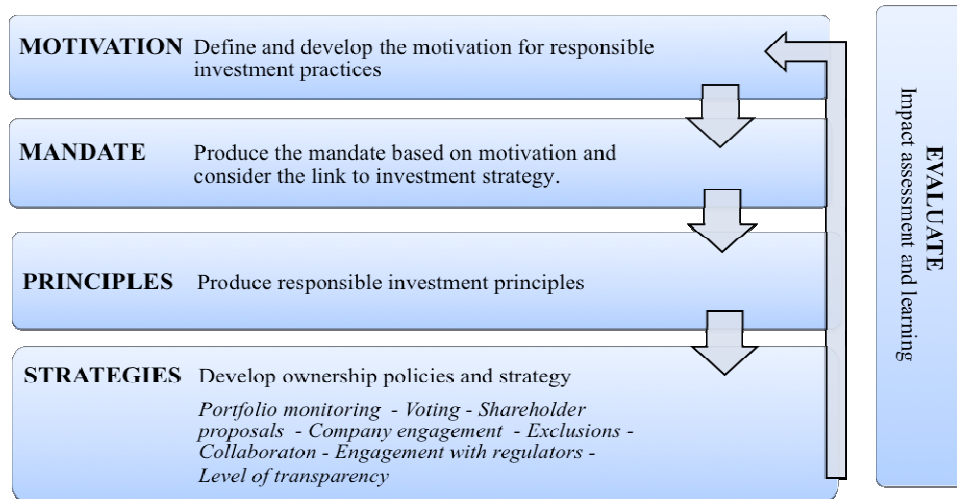 MOTIVATION Define and develop the motivation for responsible
investment practices
MANDATE Produce the mandate based on motivation and
consider the link to investment strategy.
PRINCIPLES Produce responsible investment principles
STRATEGIES Develop ownership policies and strategy
Portfolio monitoring - Voting - Shareholder
proposals - Company engagement - Exclusions -
Collaboraton - Engagement with regulators -
Level of transparency
EVALUATE
Impact assessment and learning